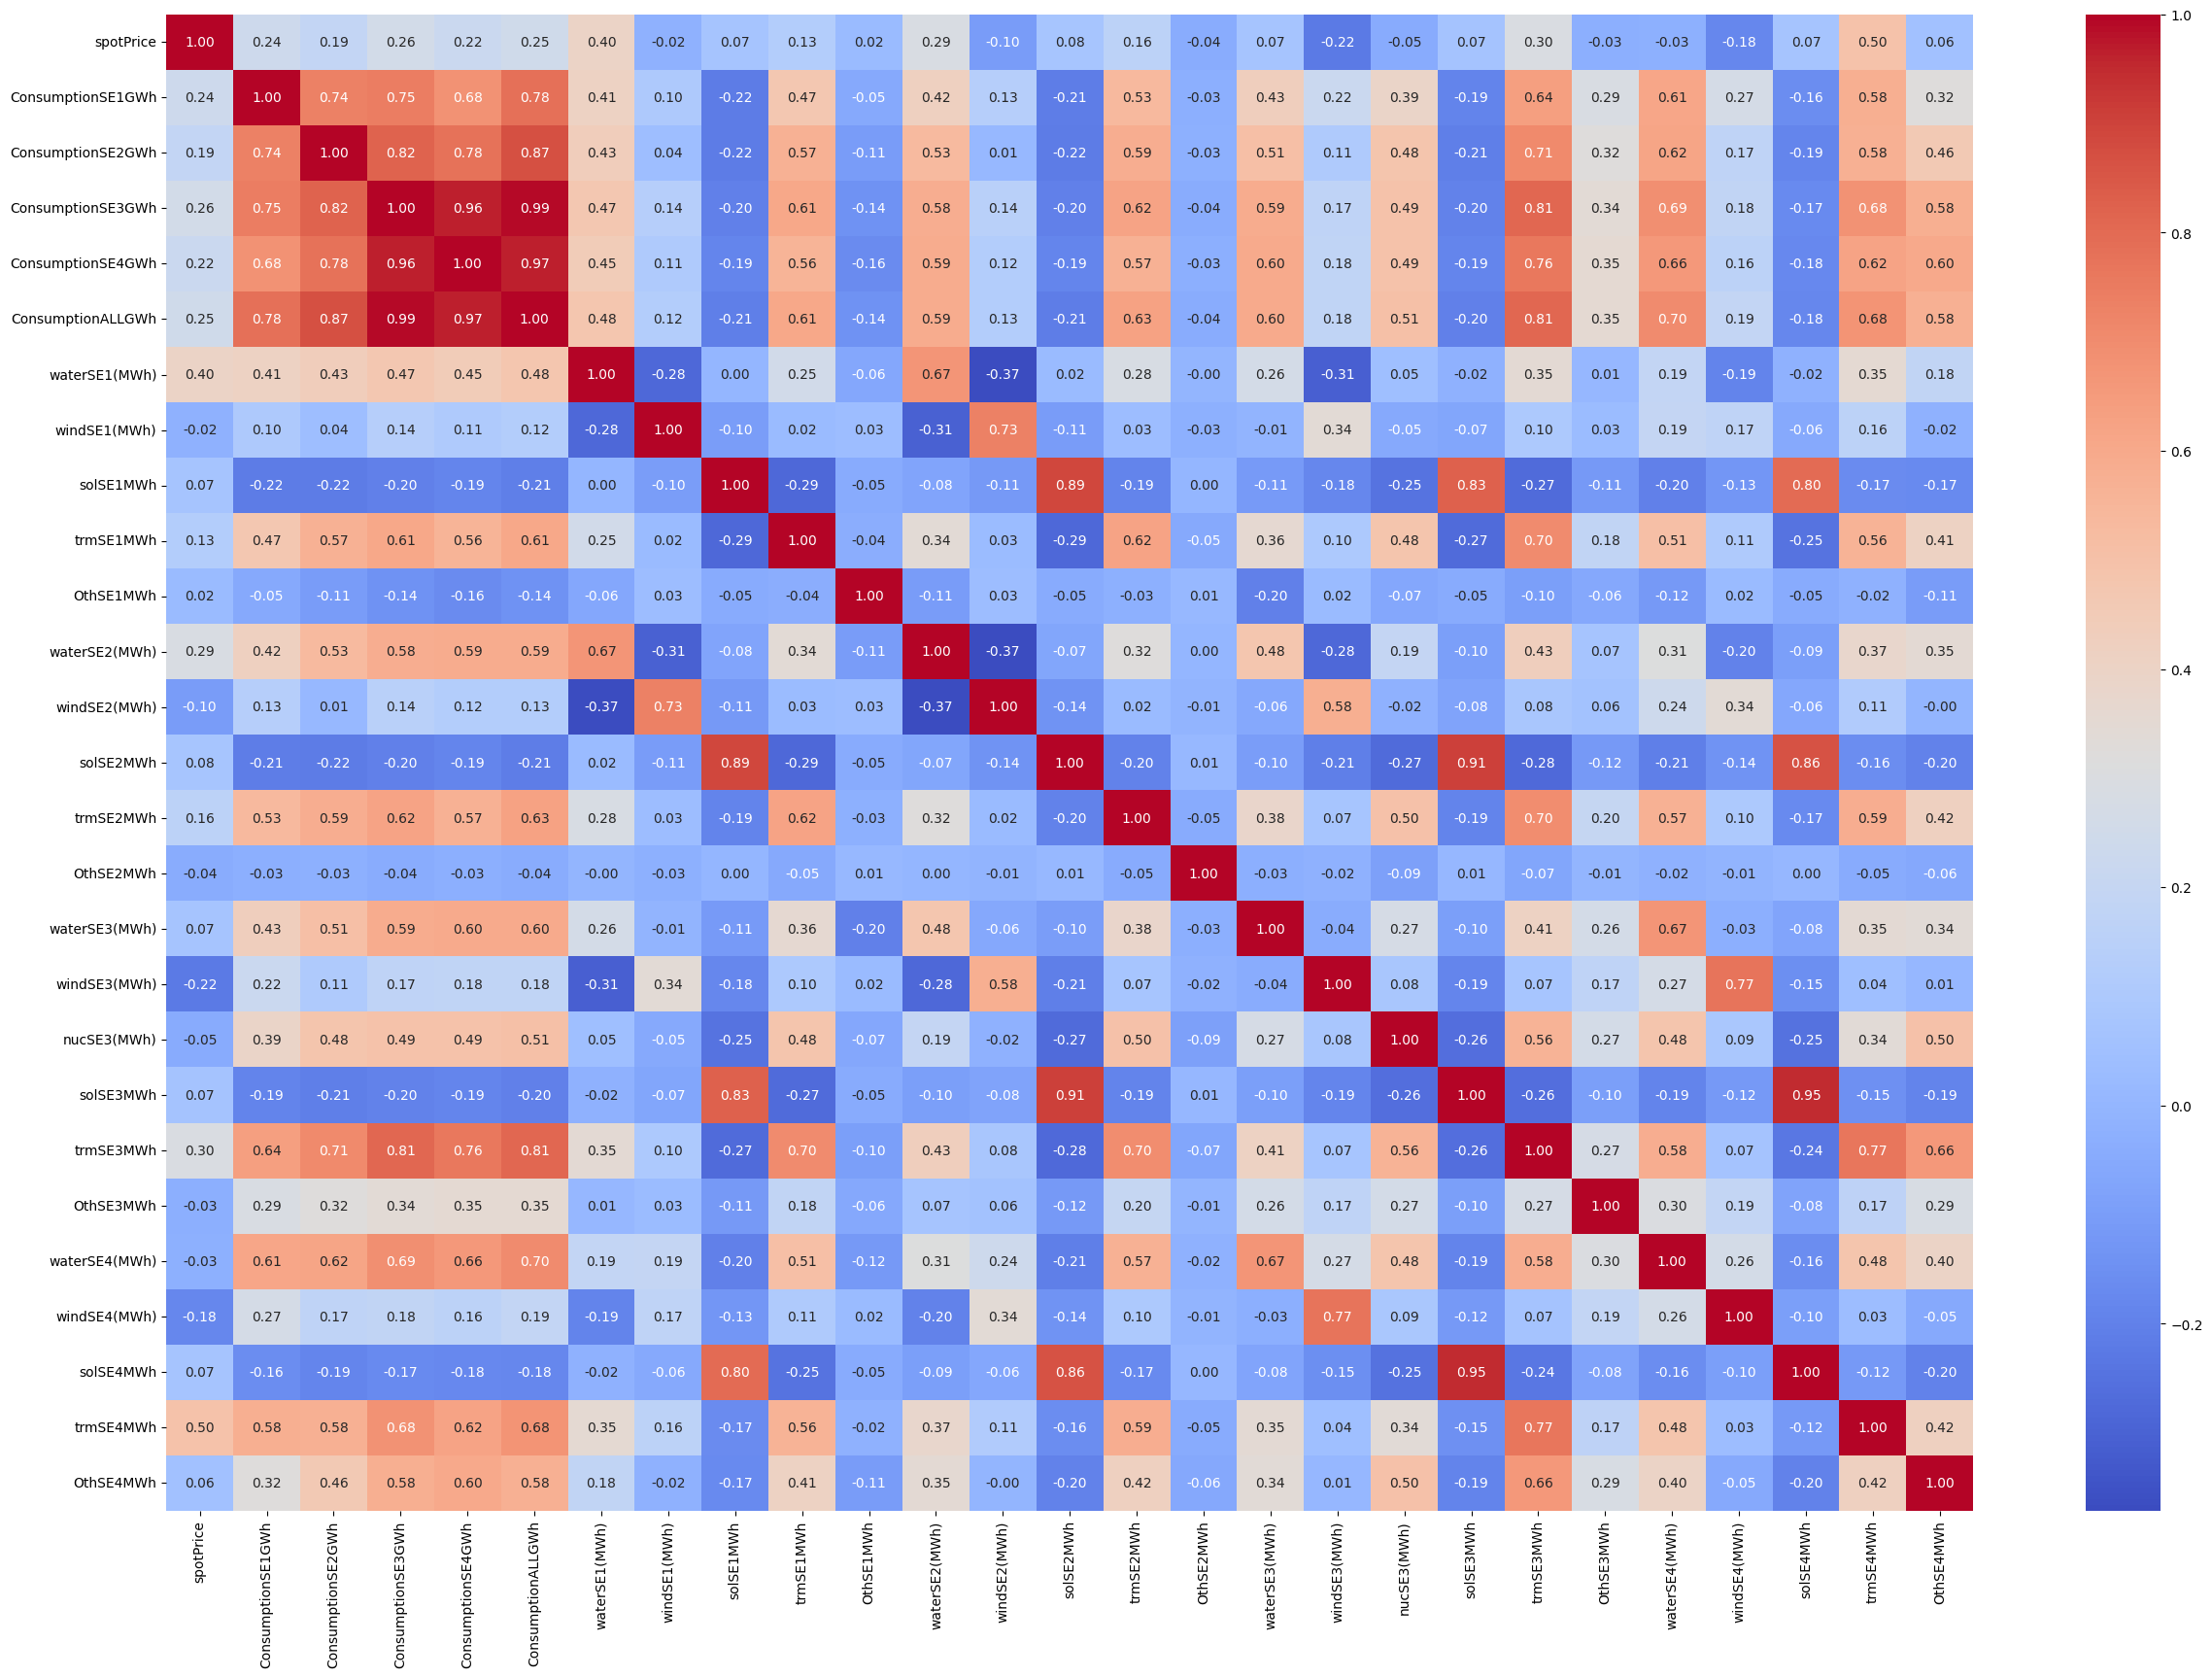 spotPrice 1.00 0.24 0.19 0.26 0.22 0.25 0.40 -0.02 0.07 0.13 0.02 0.29 -0.10 0.08 0.16 -0.04 0.07 -0.22 -0.05 0.07 0.30 -0.03 -0.03 -0.18 0.07 0.50 0.06
ConsumptionSE1GWh 0.24 1.00 0.74 0.75 0.68 0.78 0.41 0.10 -0.22 0.47 -0.05 0.42 0.13 -0.21 0.53 -0.03 0.43 0.22 0.39 -0.19 0.64 0.29 0.61 0.27 -0.16 0.58 0.32
ConsumptionSE2GWh 0.19 0.74 1.00 0.82 0.78 0.87 0.43 0.04 -0.22 0.57 -0.11 0.53 0.01 -0.22 0.59 -0.03 0.51 0.11 0.48 -0.21 0.71 0.32 0.62 0.17 -0.19 0.58 0.46
ConsumptionSE3GWh 0.26 0.75 0.82 1.00 0.96 0.99 0.47 0.14 -0.20 0.61 -0.14 0.58 0.14 -0.20 0.62 -0.04 0.59 0.17 0.49 -0.20 0.81 0.34 0.69 0.18 -0.17 0.68 0.58
ConsumptionSE4GWh 0.22 0.68 0.78 0.96 1.00 0.97 0.45 0.11 -0.19 0.56 -0.16 0.59 0.12 -0.19 0.57 -0.03 0.60 0.18 0.49 -0.19 0.76 0.35 0.66 0.16 -0.18 0.62 0.60
ConsumptionALLGWh 0.25 0.78 0.87 0.99 0.97 1.00 0.48 0.12 -0.21 0.61 -0.14 0.59 0.13 -0.21 0.63 -0.04 0.60 0.18 0.51 -0.20 0.81 0.35 0.70 0.19 -0.18 0.68 0.58
waterSE1(MWh) 0.40 0.41 0.43 0.47 0.45 0.48 1.00 -0.28 0.00 0.25 -0.06 0.67 -0.37 0.02 0.28 -0.00 0.26 -0.31 0.05 -0.02 0.35 0.01 0.19 -0.19 -0.02 0.35 0.18
windSE1(MWh) -0.02 0.10 0.04 0.14 0.11 0.12 -0.28 1.00 -0.10 0.02 0.03 -0.31 0.73 -0.11 0.03 -0.03 -0.01 0.34 -0.05 -0.07 0.10 0.03 0.19 0.17 -0.06 0.16 -0.02
solSE1MWh 0.07 -0.22 -0.22 -0.20 -0.19 -0.21 0.00 -0.10 1.00 -0.29 -0.05 -0.08 -0.11 0.89 -0.19 0.00 -0.11 -0.18 -0.25 0.83 -0.27 -0.11 -0.20 -0.13 0.80 -0.17 -0.17
trmSE1MWh 0.13 0.47 0.57 0.61 0.56 0.61 0.25 0.02 -0.29 1.00 -0.04 0.34 0.03 -0.29 0.62 -0.05 0.36 0.10 0.48 -0.27 0.70 0.18 0.51 0.11 -0.25 0.56 0.41
OthSE1MWh 0.02 -0.05 -0.11 -0.14 -0.16 -0.14 -0.06 0.03 -0.05 -0.04 1.00 -0.11 0.03 -0.05 -0.03 0.01 -0.20 0.02 -0.07 -0.05 -0.10 -0.06 -0.12 0.02 -0.05 -0.02 -0.11
waterSE2(MWh) 0.29 0.42 0.53 0.58 0.59 0.59 0.67 -0.31 -0.08 0.34 -0.11 1.00 -0.37 -0.07 0.32 0.00 0.48 -0.28 0.19 -0.10 0.43 0.07 0.31 -0.20 -0.09 0.37 0.35
windSE2(MWh) -0.10 0.13 0.01 0.14 0.12 0.13 -0.37 0.73 -0.11 0.03 0.03 -0.37 1.00 -0.14 0.02 -0.01 -0.06 0.58 -0.02 -0.08 0.08 0.06 0.24 0.34 -0.06 0.11 -0.00
solSE2MWh 0.08 -0.21 -0.22 -0.20 -0.19 -0.21 0.02 -0.11 0.89 -0.29 -0.05 -0.07 -0.14 1.00 -0.20 0.01 -0.10 -0.21 -0.27 0.91 -0.28 -0.12 -0.21 -0.14 0.86 -0.16 -0.20
trmSE2MWh 0.16 0.53 0.59 0.62 0.57 0.63 0.28 0.03 -0.19 0.62 -0.03 0.32 0.02 -0.20 1.00 -0.05 0.38 0.07 0.50 -0.19 0.70 0.20 0.57 0.10 -0.17 0.59 0.42
OthSE2MWh -0.04 -0.03 -0.03 -0.04 -0.03 -0.04 -0.00 -0.03 0.00 -0.05 0.01 0.00 -0.01 0.01 -0.05 1.00 -0.03 -0.02 -0.09 0.01 -0.07 -0.01 -0.02 -0.01 0.00 -0.05 -0.06
waterSE3(MWh) 0.07 0.43 0.51 0.59 0.60 0.60 0.26 -0.01 -0.11 0.36 -0.20 0.48 -0.06 -0.10 0.38 -0.03 1.00 -0.04 0.27 -0.10 0.41 0.26 0.67 -0.03 -0.08 0.35 0.34
windSE3(MWh) -0.22 0.22 0.11 0.17 0.18 0.18 -0.31 0.34 -0.18 0.10 0.02 -0.28 0.58 -0.21 0.07 -0.02 -0.04 1.00 0.08 -0.19 0.07 0.17 0.27 0.77 -0.15 0.04 0.01
nucSE3(MWh) -0.05 0.39 0.48 0.49 0.49 0.51 0.05 -0.05 -0.25 0.48 -0.07 0.19 -0.02 -0.27 0.50 -0.09 0.27 0.08 1.00 -0.26 0.56 0.27 0.48 0.09 -0.25 0.34 0.50
solSE3MWh 0.07 -0.19 -0.21 -0.20 -0.19 -0.20 -0.02 -0.07 0.83 -0.27 -0.05 -0.10 -0.08 0.91 -0.19 0.01 -0.10 -0.19 -0.26 1.00 -0.26 -0.10 -0.19 -0.12 0.95 -0.15 -0.19
trmSE3MWh 0.30 0.64 0.71 0.81 0.76 0.81 0.35 0.10 -0.27 0.70 -0.10 0.43 0.08 -0.28 0.70 -0.07 0.41 0.07 0.56 -0.26 1.00 0.27 0.58 0.07 -0.24 0.77 0.66
OthSE3MWh -0.03 0.29 0.32 0.34 0.35 0.35 0.01 0.03 -0.11 0.18 -0.06 0.07 0.06 -0.12 0.20 -0.01 0.26 0.17 0.27 -0.10 0.27 1.00 0.30 0.19 -0.08 0.17 0.29
waterSE4(MWh) -0.03 0.61 0.62 0.69 0.66 0.70 0.19 0.19 -0.20 0.51 -0.12 0.31 0.24 -0.21 0.57 -0.02 0.67 0.27 0.48 -0.19 0.58 0.30 1.00 0.26 -0.16 0.48 0.40
windSE4(MWh) -0.18 0.27 0.17 0.18 0.16 0.19 -0.19 0.17 -0.13 0.11 0.02 -0.20 0.34 -0.14 0.10 -0.01 -0.03 0.77 0.09 -0.12 0.07 0.19 0.26 1.00 -0.10 0.03 -0.05
solSE4MWh 0.07 -0.16 -0.19 -0.17 -0.18 -0.18 -0.02 -0.06 0.80 -0.25 -0.05 -0.09 -0.06 0.86 -0.17 0.00 -0.08 -0.15 -0.25 0.95 -0.24 -0.08 -0.16 -0.10 1.00 -0.12 -0.20
trmSE4MWh 0.50 0.58 0.58 0.68 0.62 0.68 0.35 0.16 -0.17 0.56 -0.02 0.37 0.11 -0.16 0.59 -0.05 0.35 0.04 0.34 -0.15 0.77 0.17 0.48 0.03 -0.12 1.00 0.42
OthSE4MWh 0.06 0.32 0.46 0.58 0.60 0.58 0.18 -0.02 -0.17 0.41 -0.11 0.35 -0.00 -0.20 0.42 -0.06 0.34 0.01 0.50 -0.19 0.66 0.29 0.40 -0.05 -0.20 0.42 1.00
spotPrice
ConsumptionSE1GWh
ConsumptionSE2GWh
ConsumptionSE3GWh
ConsumptionSE4GWh
ConsumptionALLGWh
waterSE1(MWh)
windSE1(MWh)
solSE1MWh
trmSE1MWh
OthSE1MWh
waterSE2(MWh)
windSE2(MWh)
solSE2MWh
trmSE2MWh
OthSE2MWh
waterSE3(MWh)
windSE3(MWh)
nucSE3(MWh)
solSE3MWh
trmSE3MWh
OthSE3MWh
waterSE4(MWh)
windSE4(MWh)
solSE4MWh
trmSE4MWh
OthSE4MWh
1.0
0.8
0.6
0.4
0.2
0.0
−0.2